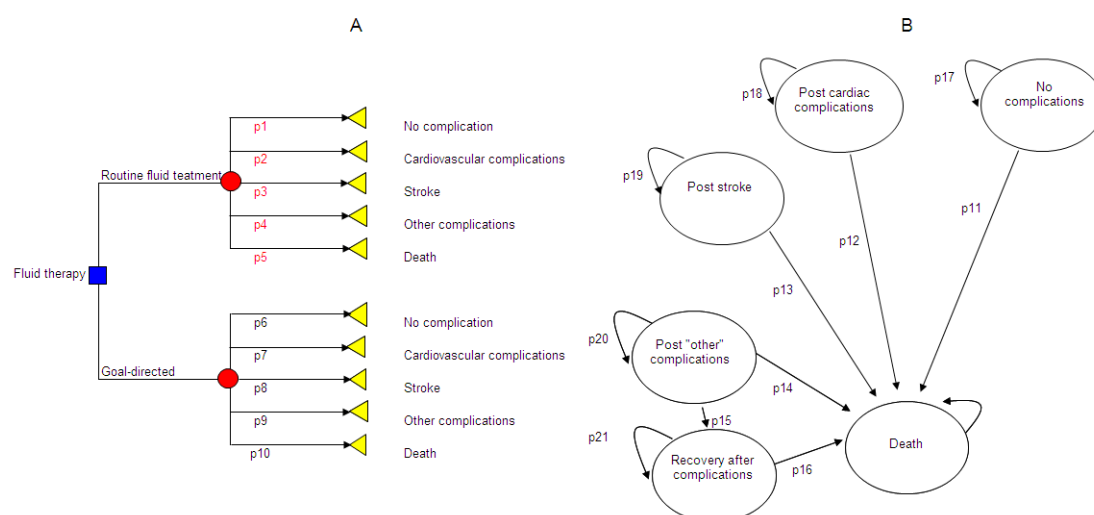 A
p1
No complication
p2
Cardiovascular complications
Routine fluid teatment
p3
Stroke
p4
Other complications
p5
Death
Fluid therapy
p6
No complication
p7
Cardiovascular complications
Goal-directed
p8
Stroke
p9
Other complications
p10
Death
B
p17
No
complications
p18
Post cardiac
complications
p19
Post stroke
p11
p12
p13
p20
Post "other"
complications
p14
p15
p21
Recovery after
complications
p16
Death